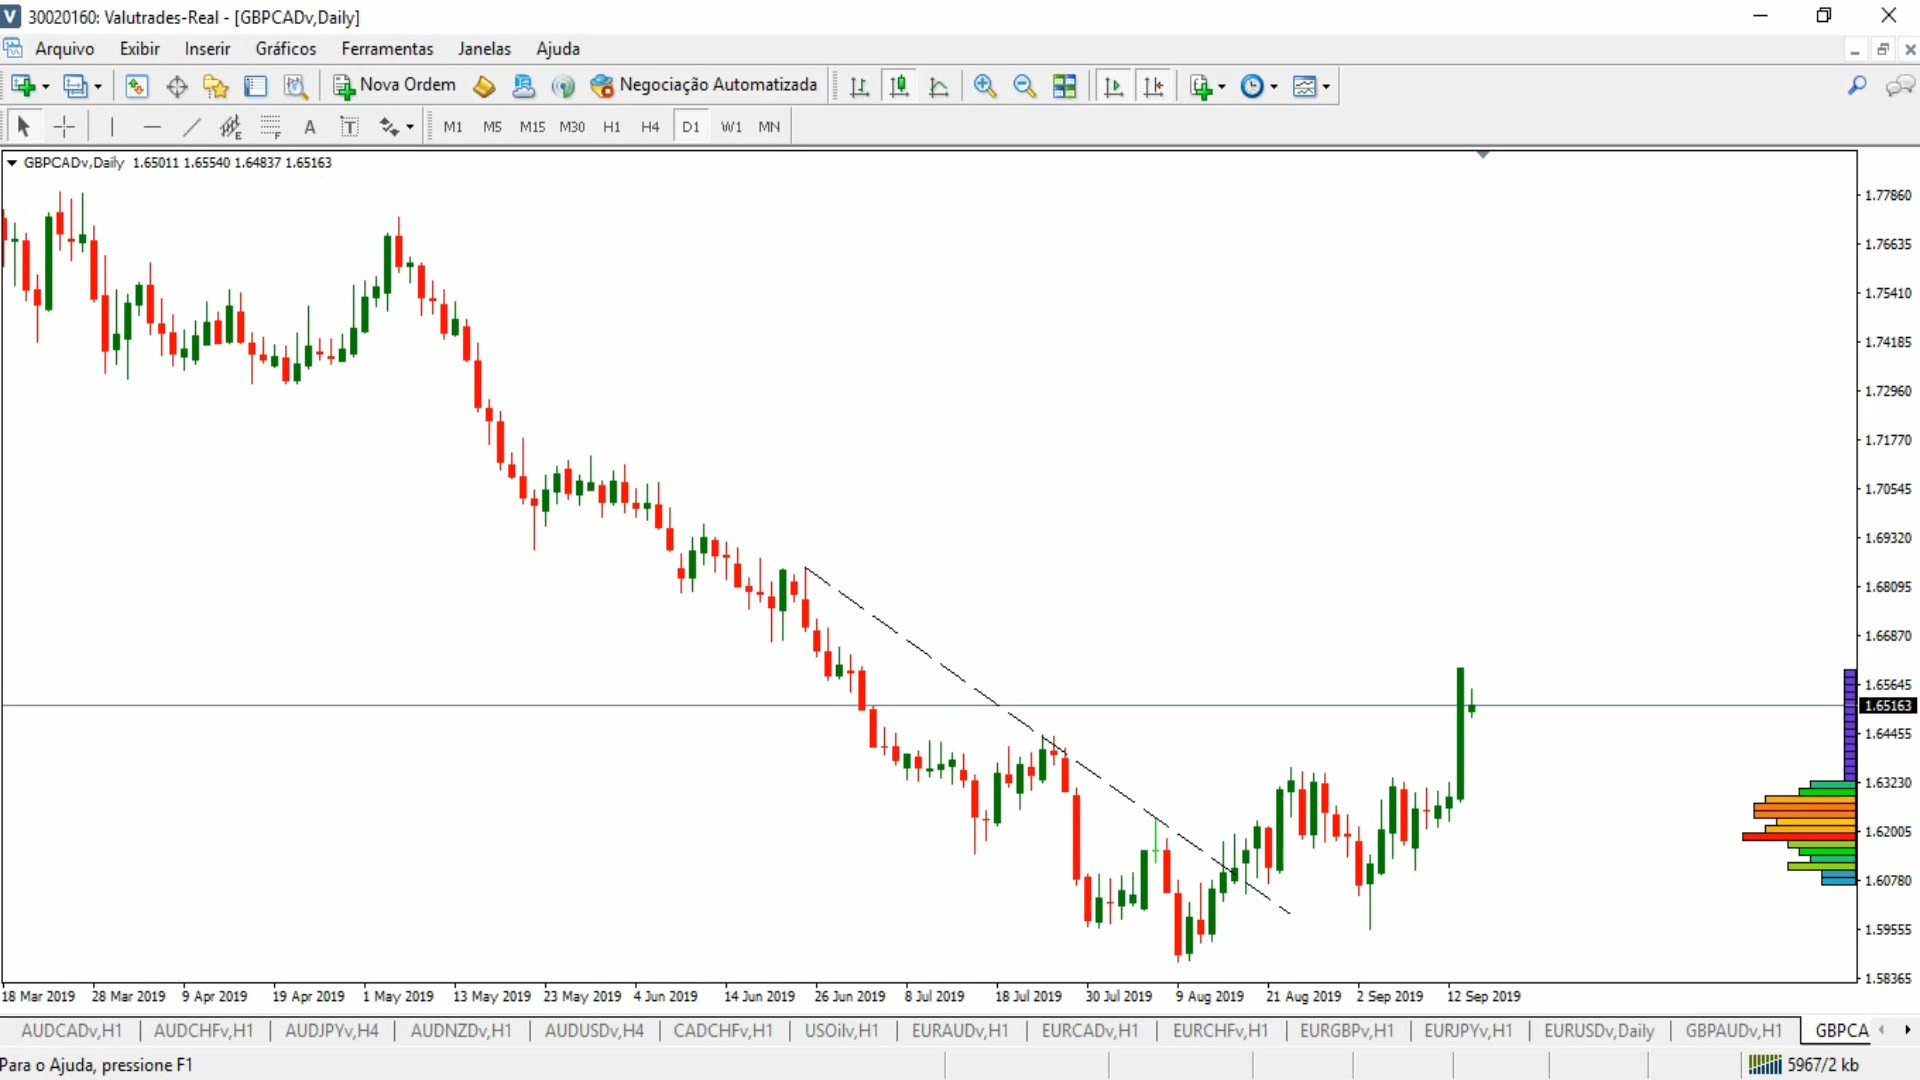 30020160: Valutrades-Real - [GBPCADv,Daily]
Arquivo Exibir Inserir Gráficos Ferramentas Janelas Ajuda
Nova Ordem Negociação Automatizada
E F A T M1 M5 M15 M30 H1 H4 D1 W1 MN
GBPCADv,Daily 1.65011 1.65540 1.64837 1.65163
1.77860
1.76635
1.75410
1.74185
1.72960
1.71770
1.70545
1.69320
1.68095
1.66870
1.65645
1.65163
1.64455
1.63230
1.62005
1.60780
1.59555
1.58365
18 Mar 2019 28 Mar 2019 9 Apr 2019 19 Apr 2019 1 May 2019 13 May 2019 23 May 2019 4 Jun 2019 14 Jun 2019 26 Jun 2019 8 Jul 2019 18 Jul 2019 30 Jul 2019 9 Aug 2019 21 Aug 2019 2 Sep 2019 12 Sep 2019
AUDCADv,H1 AUDCHFv,H1 AUDJPYv,H4 AUDNZDv,H1 AUDUSDv,H4 CADCHFv,H1 USOilv,H1 EURAUDv,H1 EURCADv,H1 EURCHFv,H1 EURGBPv,H1 EURJPYv,H1 EURUSDv,Daily GBPAUDv,H1 GBPCA
Para o Ajuda, pressione F1 5967/2 kb